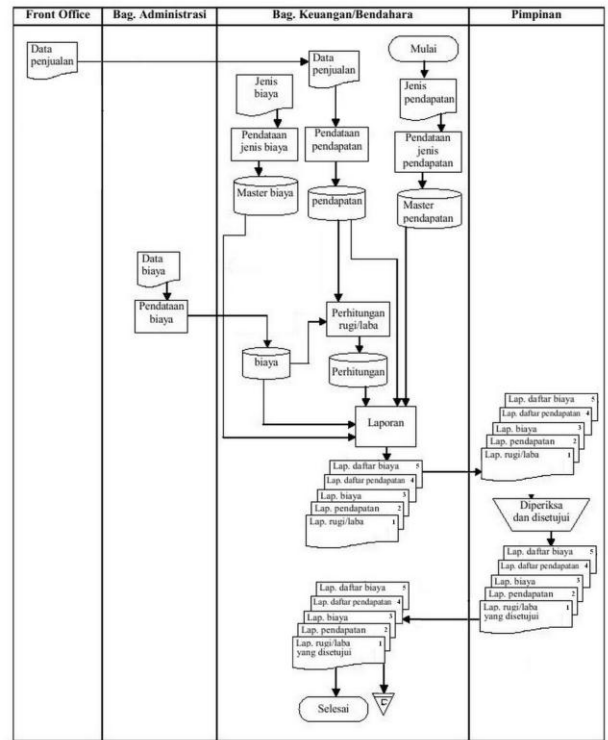 Front Office
Bag. Administrasi
Bag. Keuangan/Bendahara
Pimpinan
Data
penjualan
Data
penjualan
Mulai
Jenis
biaya
Jenis
pendapatan
Pendataan
jenis biaya
Pendataan
pendapatan
Pendataan
jenis
pendapatan
Master biaya
pendapatan
Master
pendapatan
Data
biaya
Pendataan
biaya
Perhitungan
rugi/laba
biaya
Perhitungan
Laporan
Lap. daftar biaya 5
Lap. daftar pendapatan 4
Lap. biaya 3
Lap. pendapatan 2
Lap. rugi/laba 1
Lap. daftar biaya 5
Lap. daftar pendapatan 4
Lap. biaya 3
Lap. pendapatan 2
Lap. rugi/laba 1
Diperiksa
dan disetujui
Lap. daftar biaya 5
Lap. daftar pendapatan 4
Lap. biaya 3
Lap. pendapatan 2
Lap. rugi/laba 1
yang disetujui
Lap. daftar biaya 5
Lap. daftar pendapatan 4
Lap. biaya 3
Lap. pendapatan 2
Lap. rugi/laba 1
yang disetujui
Selesai